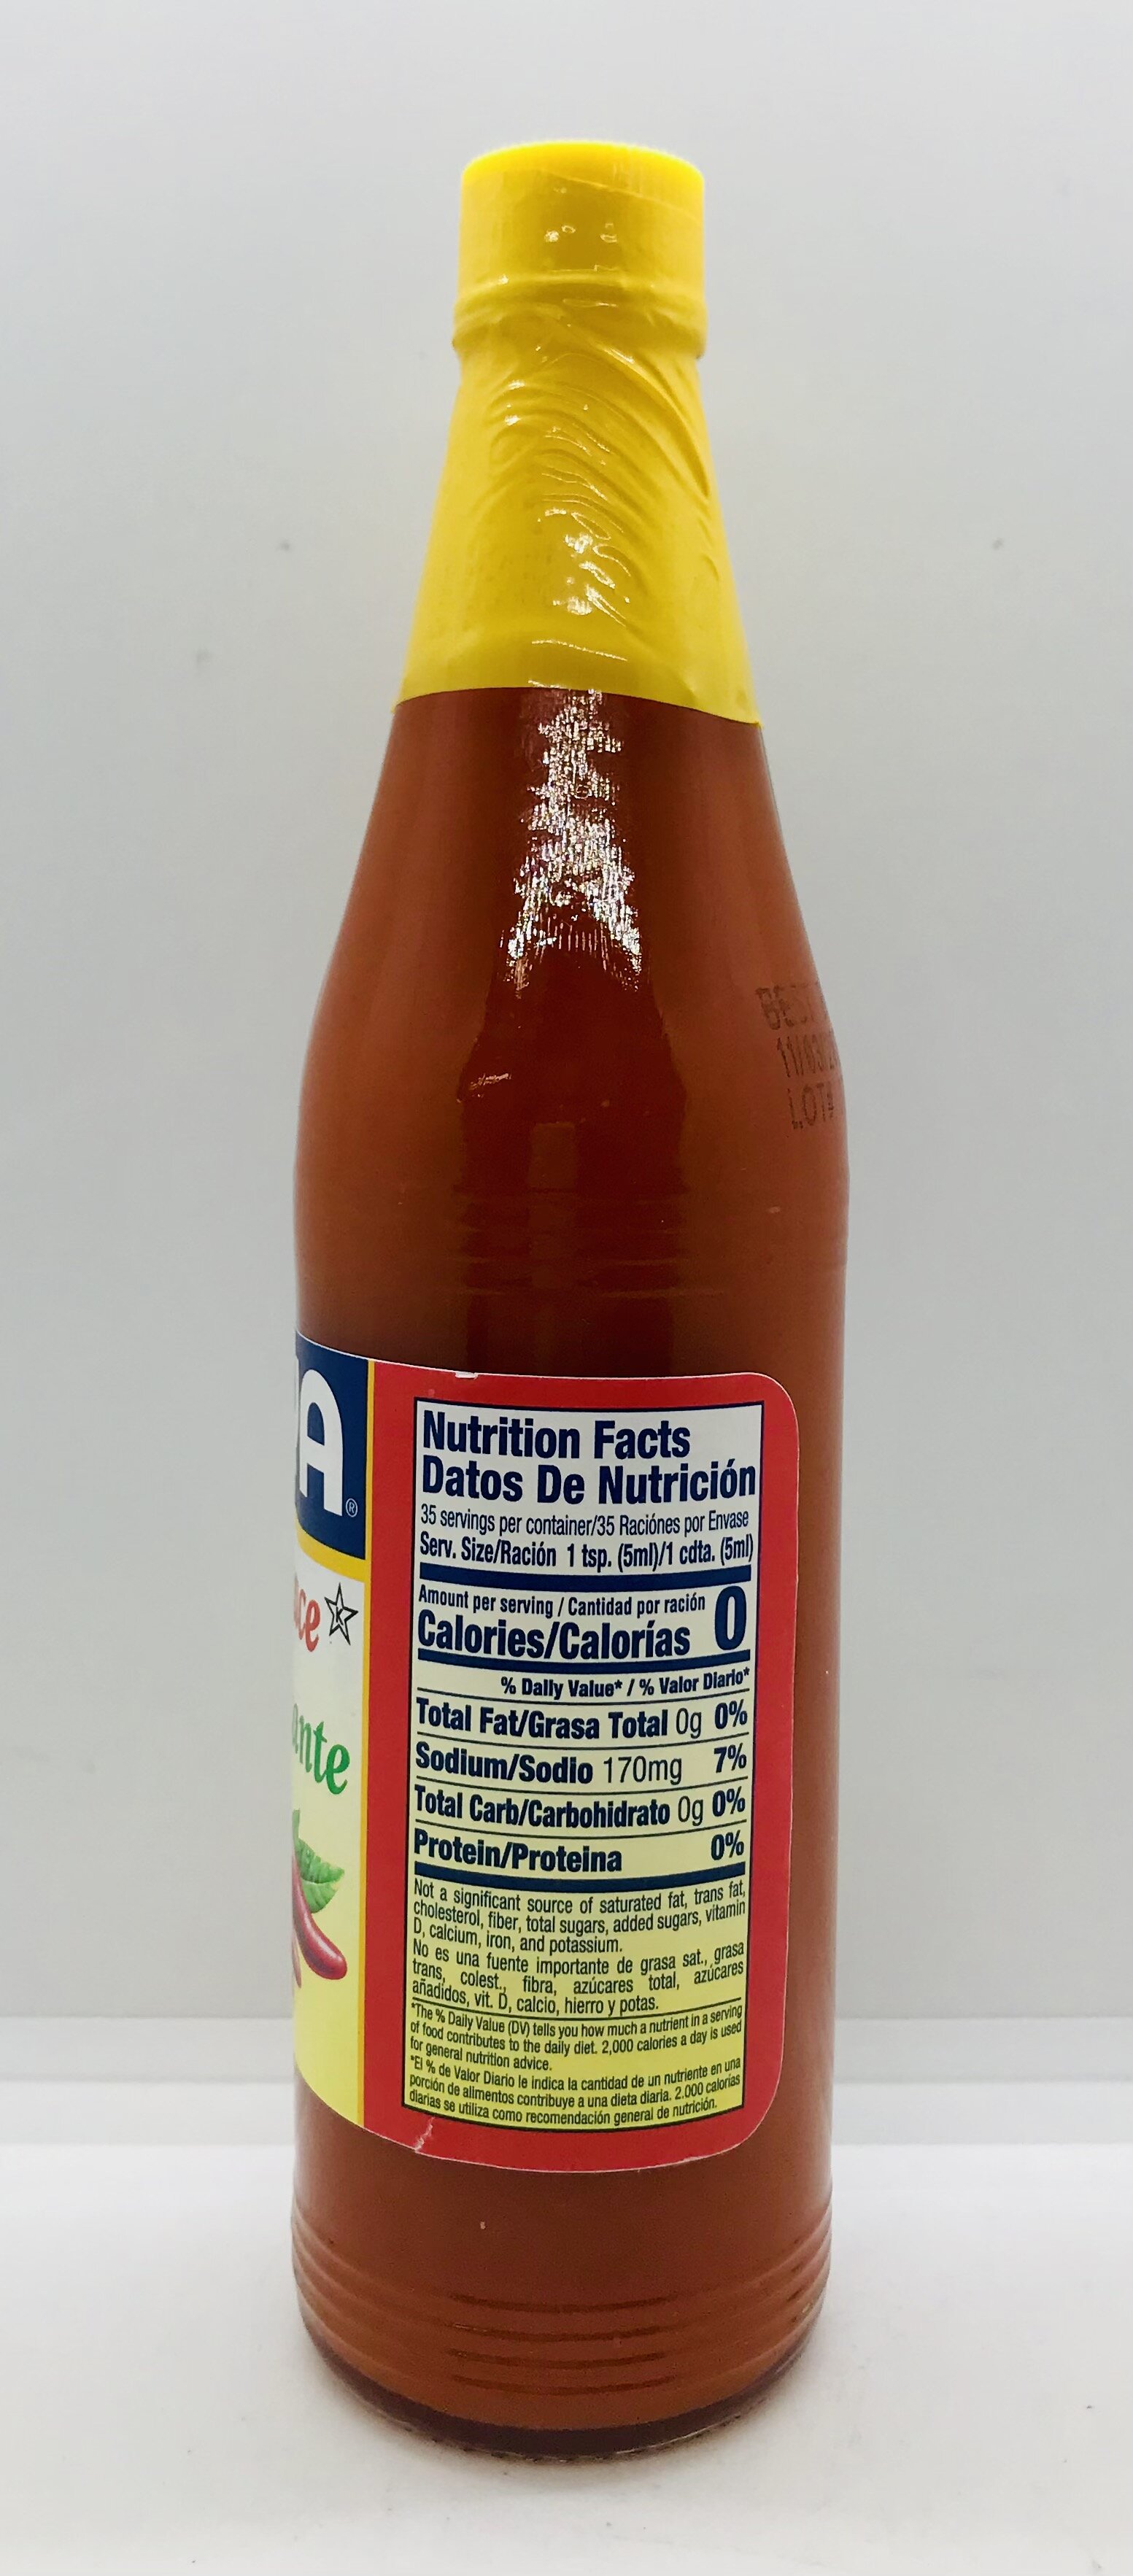 BEST
11/03/2
LOT#
A®
ce K
ante
Nutrition Facts
Datos De Nutrición
35 servings per container/35 Raciónes por Envase
Serv. Size/Ración 1 tsp. (5ml)/1 cdta. (5ml)
Amount per serving / Cantidad por ración
Calories/Calorías 0
% Daily Value* / % Valor Diario*
Total Fat/Grasa Total 0g 0%
Sodium/Sodio 170mg 7%
Total Carb/Carbohidrato 0g 0%
Protein/Proteina 0%
Not a significant source of saturated fat, trans fat,
cholesterol, fiber, total sugars, added sugars, vitamin
D, calcium, iron, and potassium.
No es una fuente importante de grasa sat., grasa
trans, colest., fibra, azúcares total, azúcares
añadidos, vit. D, calcio, hierro y potas.
*The % Daily Value (DV) tells you how much a nutrient in a serving
of food contributes to the daily diet. 2,000 calories a day is used
for general nutrition advice.
*El % de Valor Diario le indica la cantidad de un nutriente en una
porción de alimentos contribuye a una dieta diaria. 2.000 calorias
diarias se utiliza como recomendación general de nutrición.